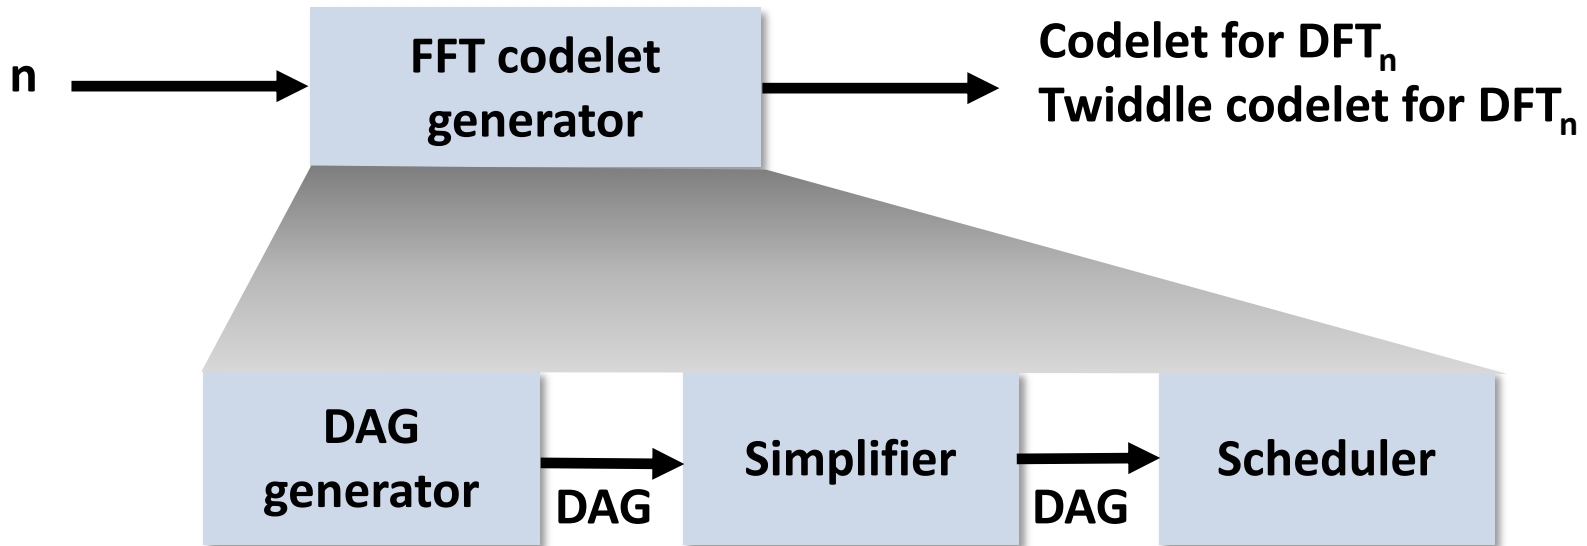 n
FFT codelet
generator
Codelet for DFTn
Twiddle codelet for DFTn
DAG
generator
DAG
Simplifier
DAG
Scheduler